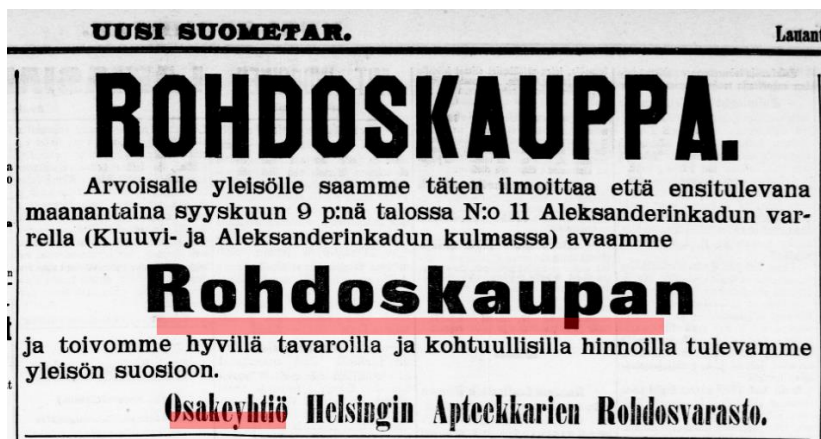 UUSI SUOMETAR.
ROHDOSKAUPPA.
Arvoisalle yleisölle saamme täten ilmoittaa että ensitulevana
maanantaina syyskuun 9 p:nä talossa N:o 11 Aleksanderinkadun var-
rella (Kluuvi- ja Aleksanderinkadun kulmassa) avaamme
Rohdoskaupan
ja toivomme hyvillä tavaroilla ja kohtuullisilla hinnoilla tulevamme
yleisön suosioon.
Osakeyhtiö Helsingin Apteekkarien Rohdosvarasto.